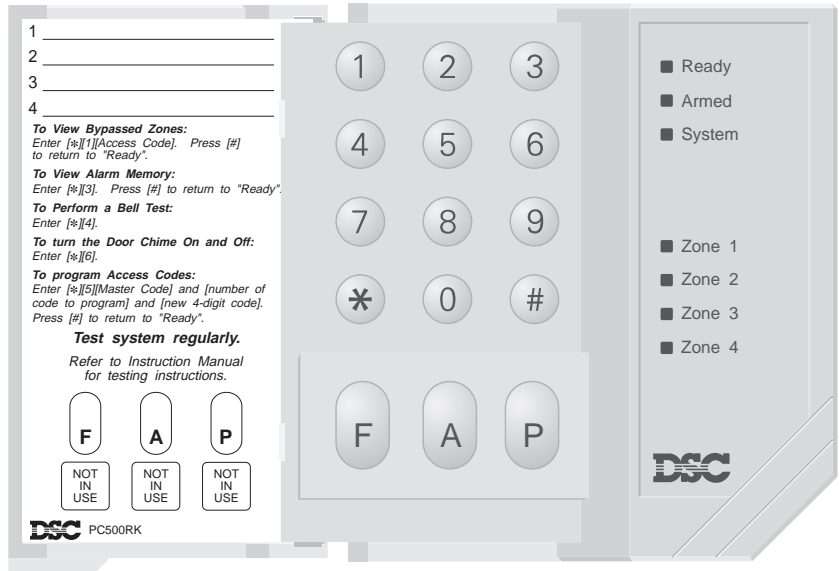 1
2
3
4
To View Bypassed Zones:
Enter [✻][1][Access Code]. Press [#]
to return to "Ready".
To View Alarm Memory:
Enter [✻][3]. Press [#] to return to "Ready".
To Perform a Bell Test:
Enter [✻][4].
To turn the Door Chime On and Off:
Enter [✻][6].
To program Access Codes:
Enter [✻][5][Master Code] and [number of
code to program] and [new 4-digit code].
Press [#] to return to "Ready".
Test system regularly.
Refer to Instruction Manual
for testing instructions.
F A P
NOT IN USE
NOT IN USE
NOT IN USE
DSC PC500RK
1 2 3
4 5 6
7 8 9
✻ 0 #
F A P
Ready
Armed
System
Zone 1
Zone 2
Zone 3
Zone 4
DSC